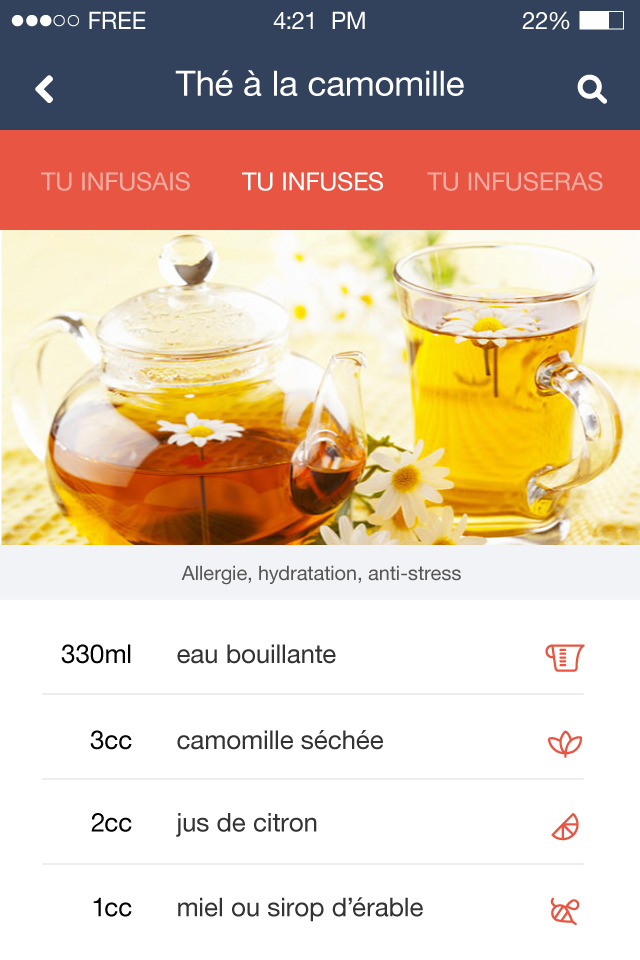 FREE 4:21 PM 22%
Thé à la camomille
TU INFUSAIS TU INFUSES TU INFUSERAS
Allergie, hydratation, anti-stress
330ml eau bouillante
3cc camomille séchée
2cc jus de citron
1cc miel ou sirop d’érable